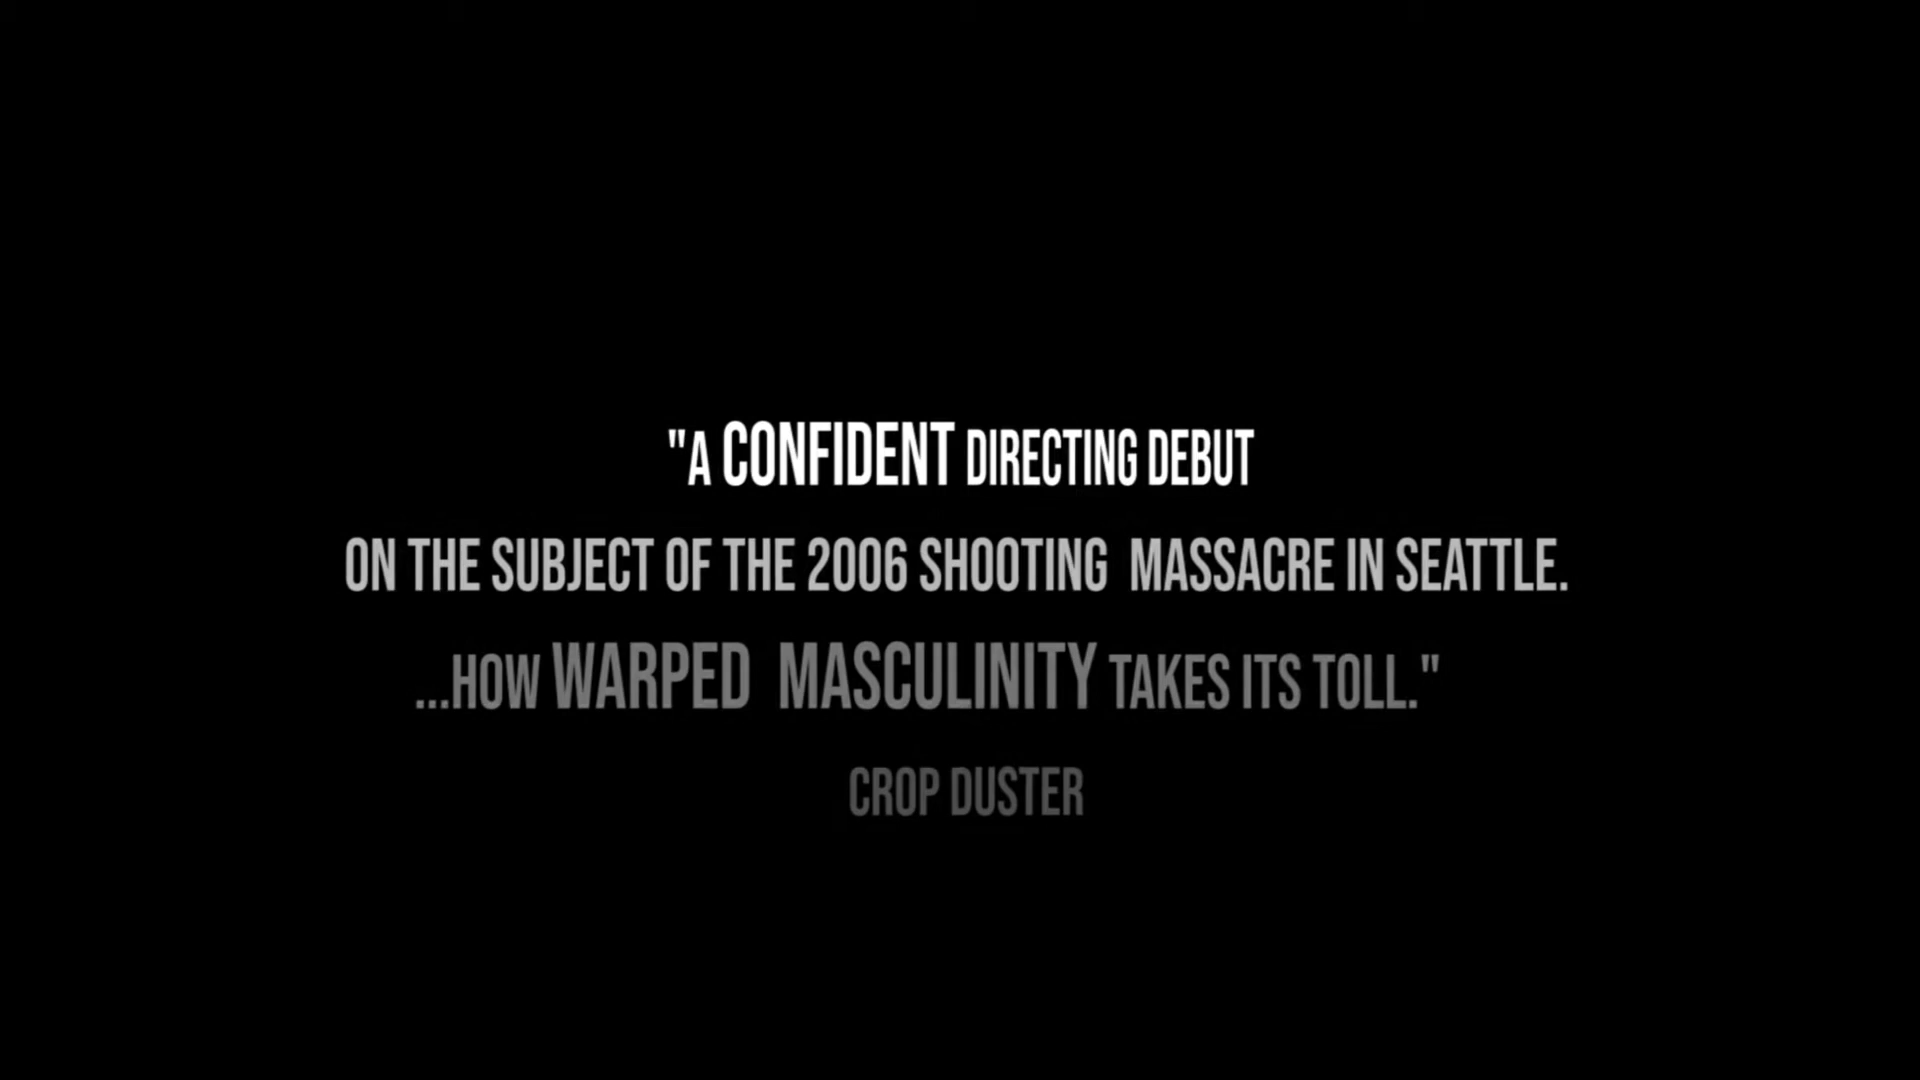 "A CONFIDENT DIRECTING DEBUT
ON THE SUBJECT OF THE 2006 SHOOTING MASSACRE IN SEATTLE.
...HOW WARPED MASCULINITY TAKES ITS TOLL."
CROP DUSTER